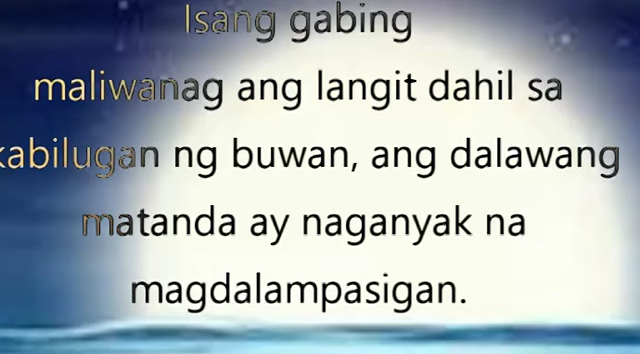 Isang gabing
maliwanag ang langit dahil sa
kabilugan ng buwan, ang dalawang
matanda ay naganyak na
magdalampasigan.